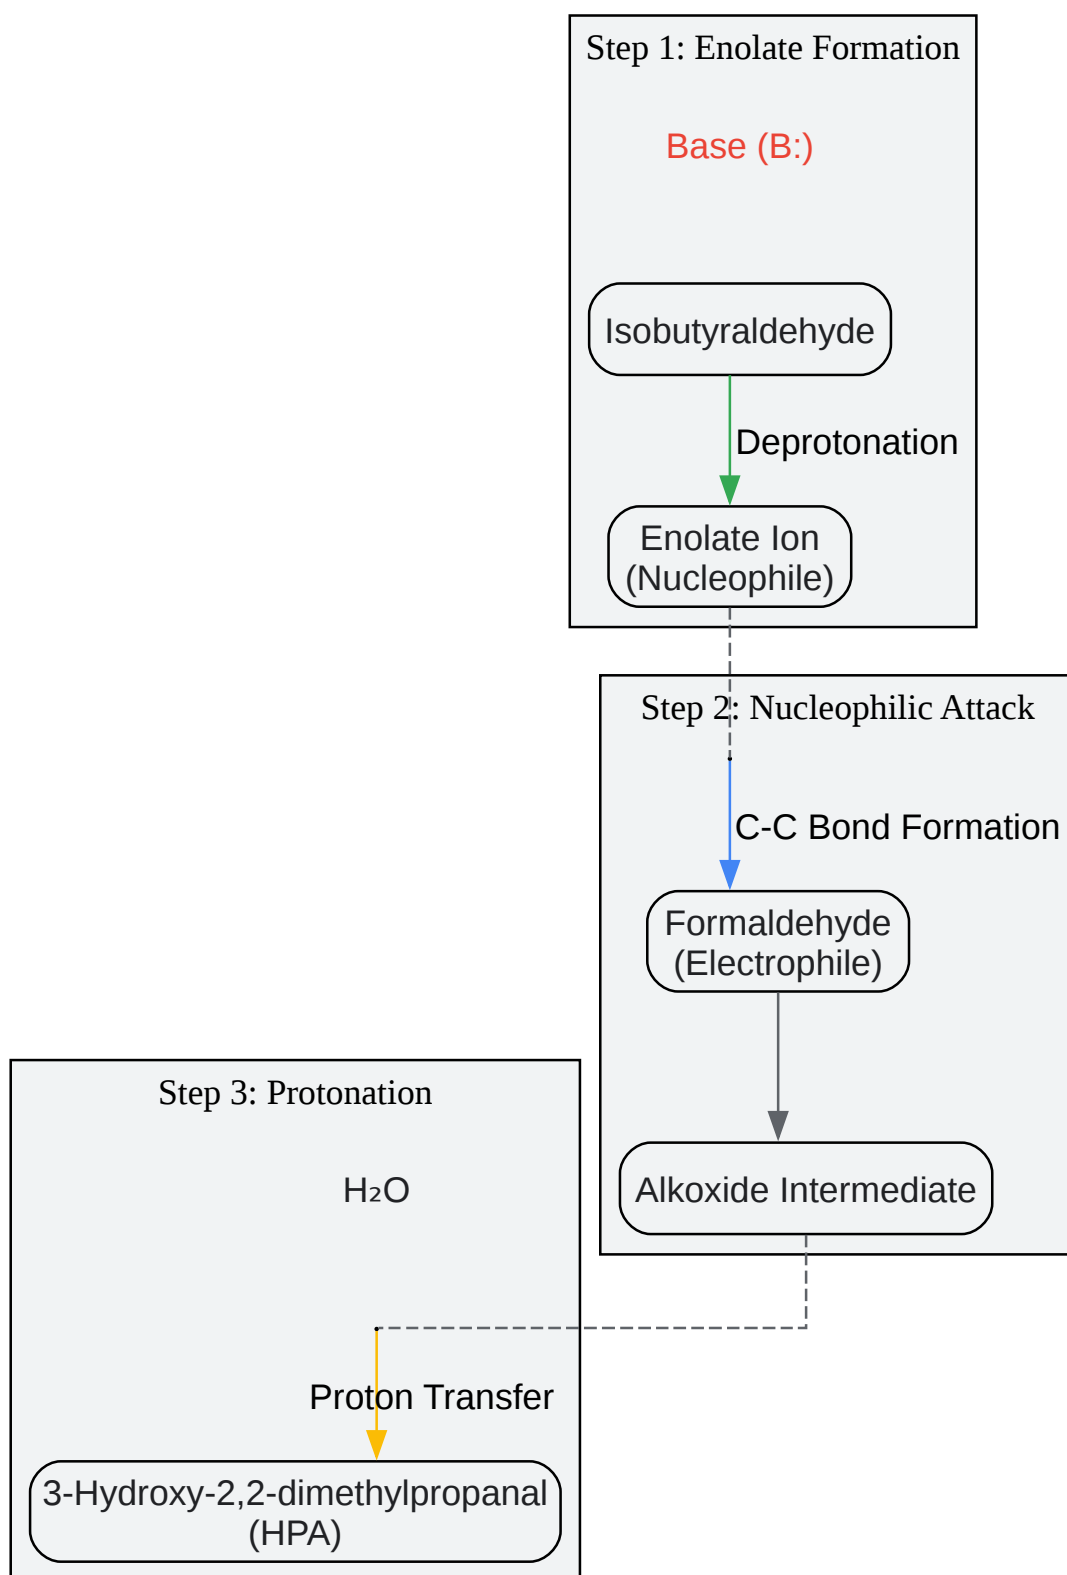 Step 1: Enolate Formation
Base (B:)
Isobutyraldehyde
Deprotonation
Enolate Ion
(Nucleophile)
Step 2: Nucleophilic Attack
C-C Bond Formation
Formaldehyde
(Electrophile)
Alkoxide Intermediate
Step 3: Protonation
H₂O
Proton Transfer
3-Hydroxy-2,2-dimethylpropanal
(HPA)